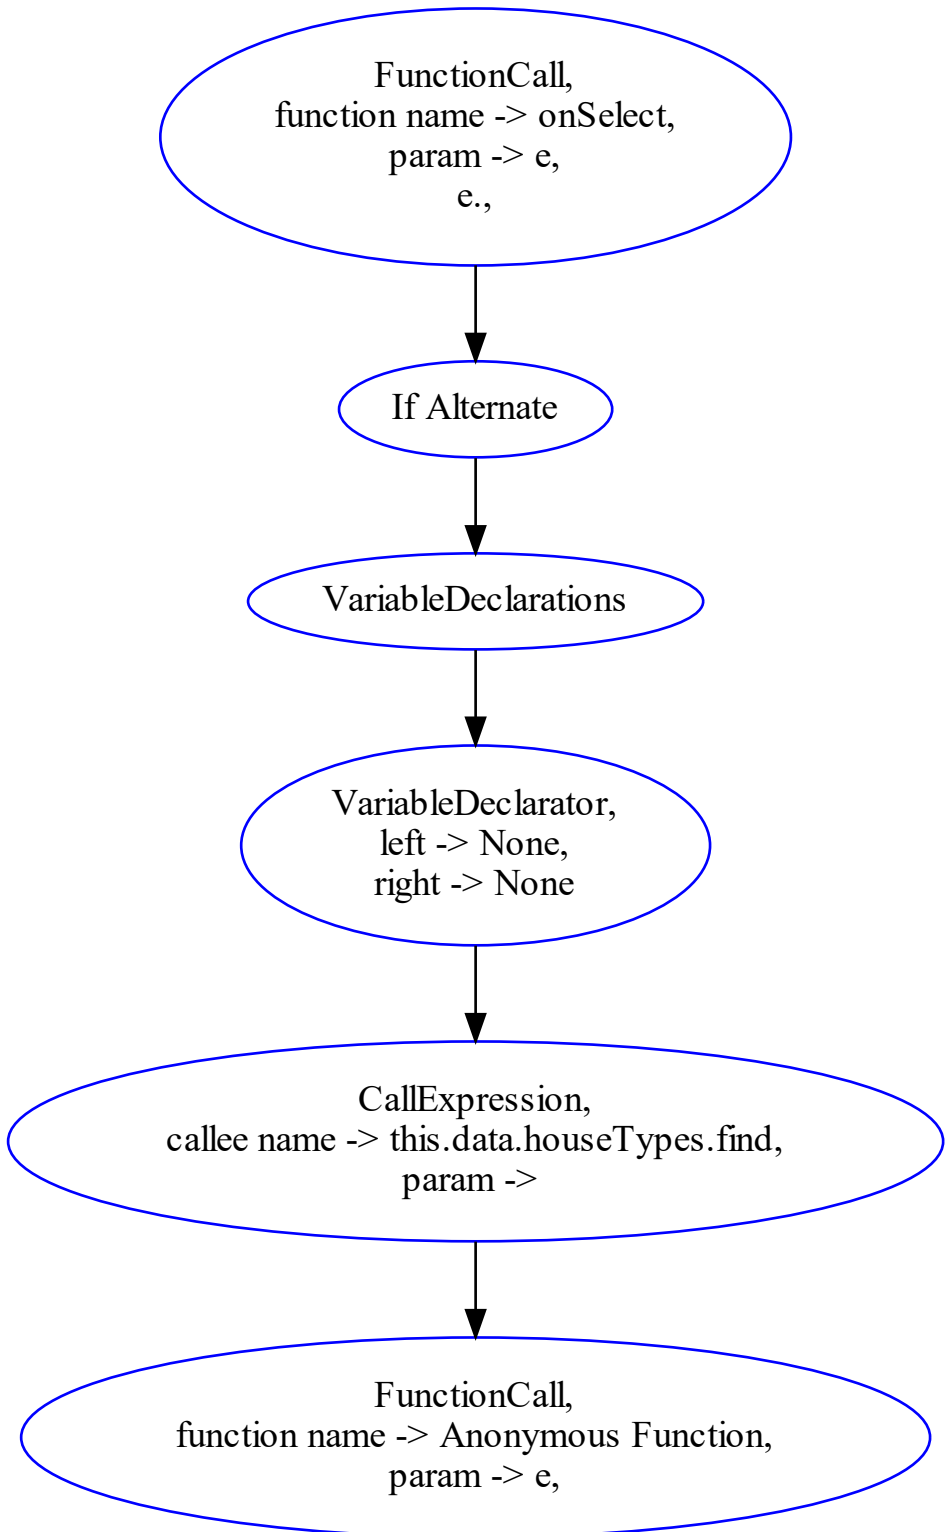 FunctionCall,
function name -> onSelect,
param -> e,
e.,
If Alternate
VariableDeclarations
VariableDeclarator,
left -> None,
right -> None
CallExpression,
callee name -> this.data.houseTypes.find,
param ->
FunctionCall,
function name -> Anonymous Function,
param -> e,